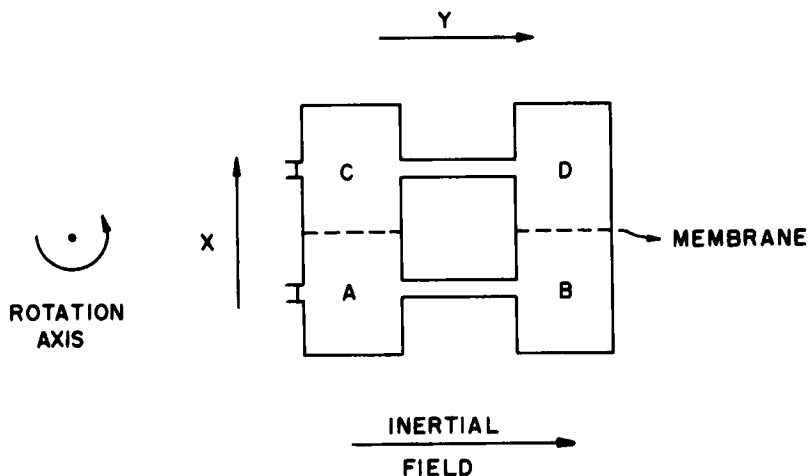 Y
C
D
X
MEMBRANE
A
B
ROTATION
AXIS
INERTIAL
FIELD